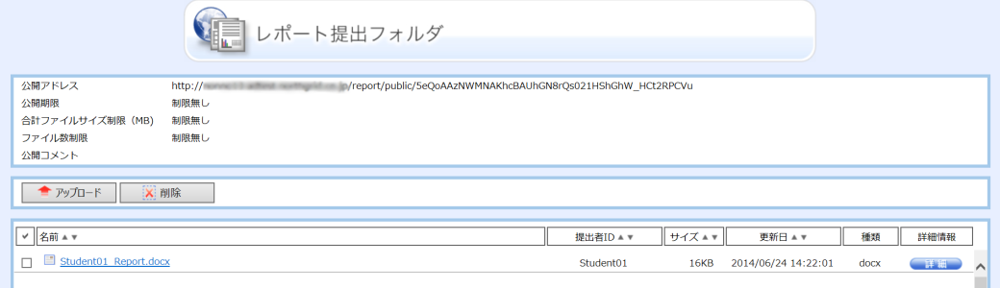 レポート提出フォルダ
公開アドレス http:// /report/public/5eQoAAzNWMNAKhcBAUhGN8rQs021HShGhW_HCt2RPCVu
公開期限 制限無し
合計ファイルサイズ制限（MB) 制限無し
ファイル数制限 制限無し
公開コメント
アップロード 削除
名前▲▼ 提出者ID▲▼ サイズ▲▼ 更新日▲▼ 種類 詳細情報
Student01_Report.docx Student01 16KB 2014/06/24 14:22:01 docx 詳細